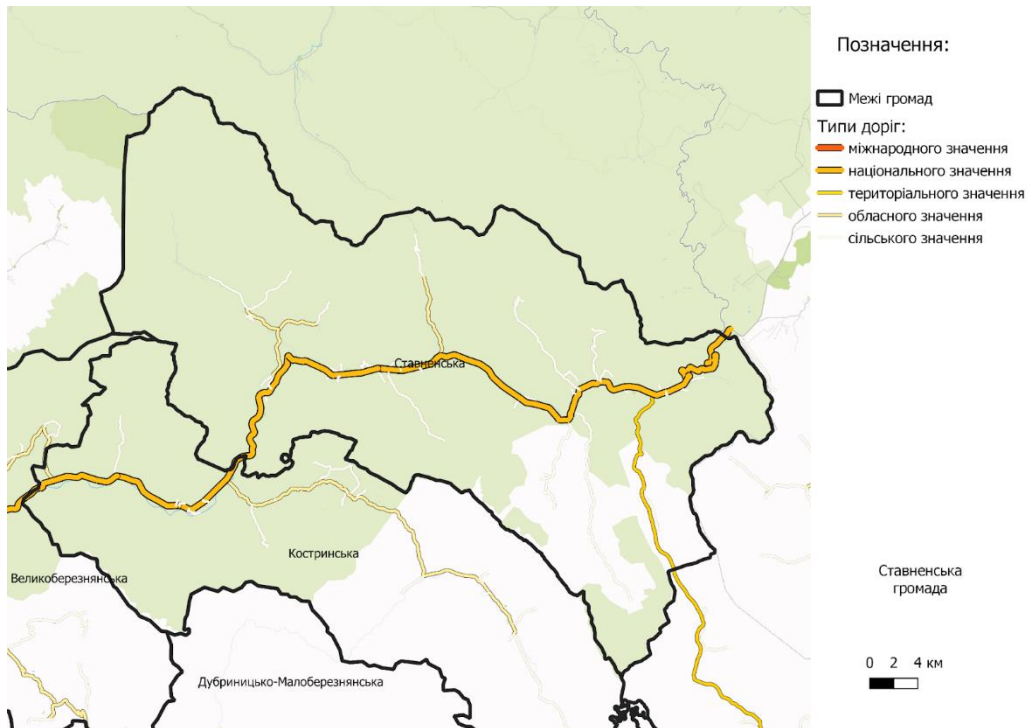 Позначення:
Межі громад
Типи доріг:
міжнародного значення
національного значення
територіального значення
обласного значення
сільського значення
Ставненська
Костринська
Великоберезнянська
Дубриницько-Малоберезнянська
Ставненська
громада
0 2 4 км